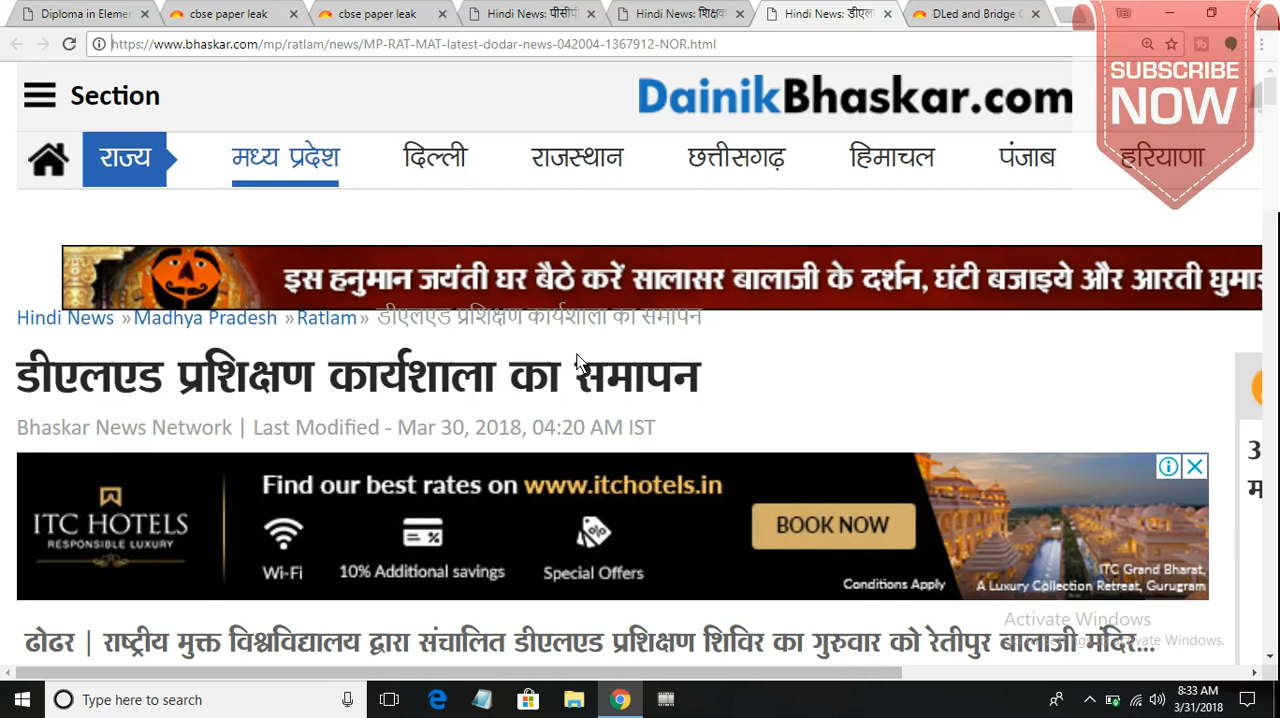 Diploma in Elemen
cbse paper leak
cbse paper leak
Hindi News: पीसीपी
Hindi News: शिक्षक
Hindi News: डीएल
DLed and Bridge C
https://www.bhaskar.com/mp/ratlam/news/MP-RAT-MAT-latest-dodar-news-042004-1367912-NOR.html
SUBSCRIBE
NOW
Section
DainikBhaskar.com
राज्य
मध्य प्रदेश
दिल्ली
राजस्थान
छत्तीसगढ़
हिमाचल
पंजाब
हरियाणा
इस हनुमान जयंती घर बैठे करें सालासर बालाजी के दर्शन, घंटी बजाइये और आरती घुमाइ
Hindi News » Madhya Pradesh » Ratlam » डीएलएड प्रशिक्षण कार्यशाला का समापन
डीएलएड प्रशिक्षण कार्यशाला का समापन
Bhaskar News Network | Last Modified - Mar 30, 2018, 04:20 AM IST
ITC HOTELS
RESPONSIBLE LUXURY
Find our best rates on www.itchotels.in
Wi-Fi
10% Additional savings
Special Offers
BOOK NOW
Conditions Apply
ITC Grand Bharat,
A Luxury Collection Retreat, Gurugram
Activate Windows
ढोढर | राष्ट्रीय मुक्त विश्वविद्यालय द्वारा संचालित डीएलएड प्रशिक्षण शिविर का गुरुवार को रेतीपुर बालाजी मंदिर...
Type here to search
8:33 AM
3/31/2018